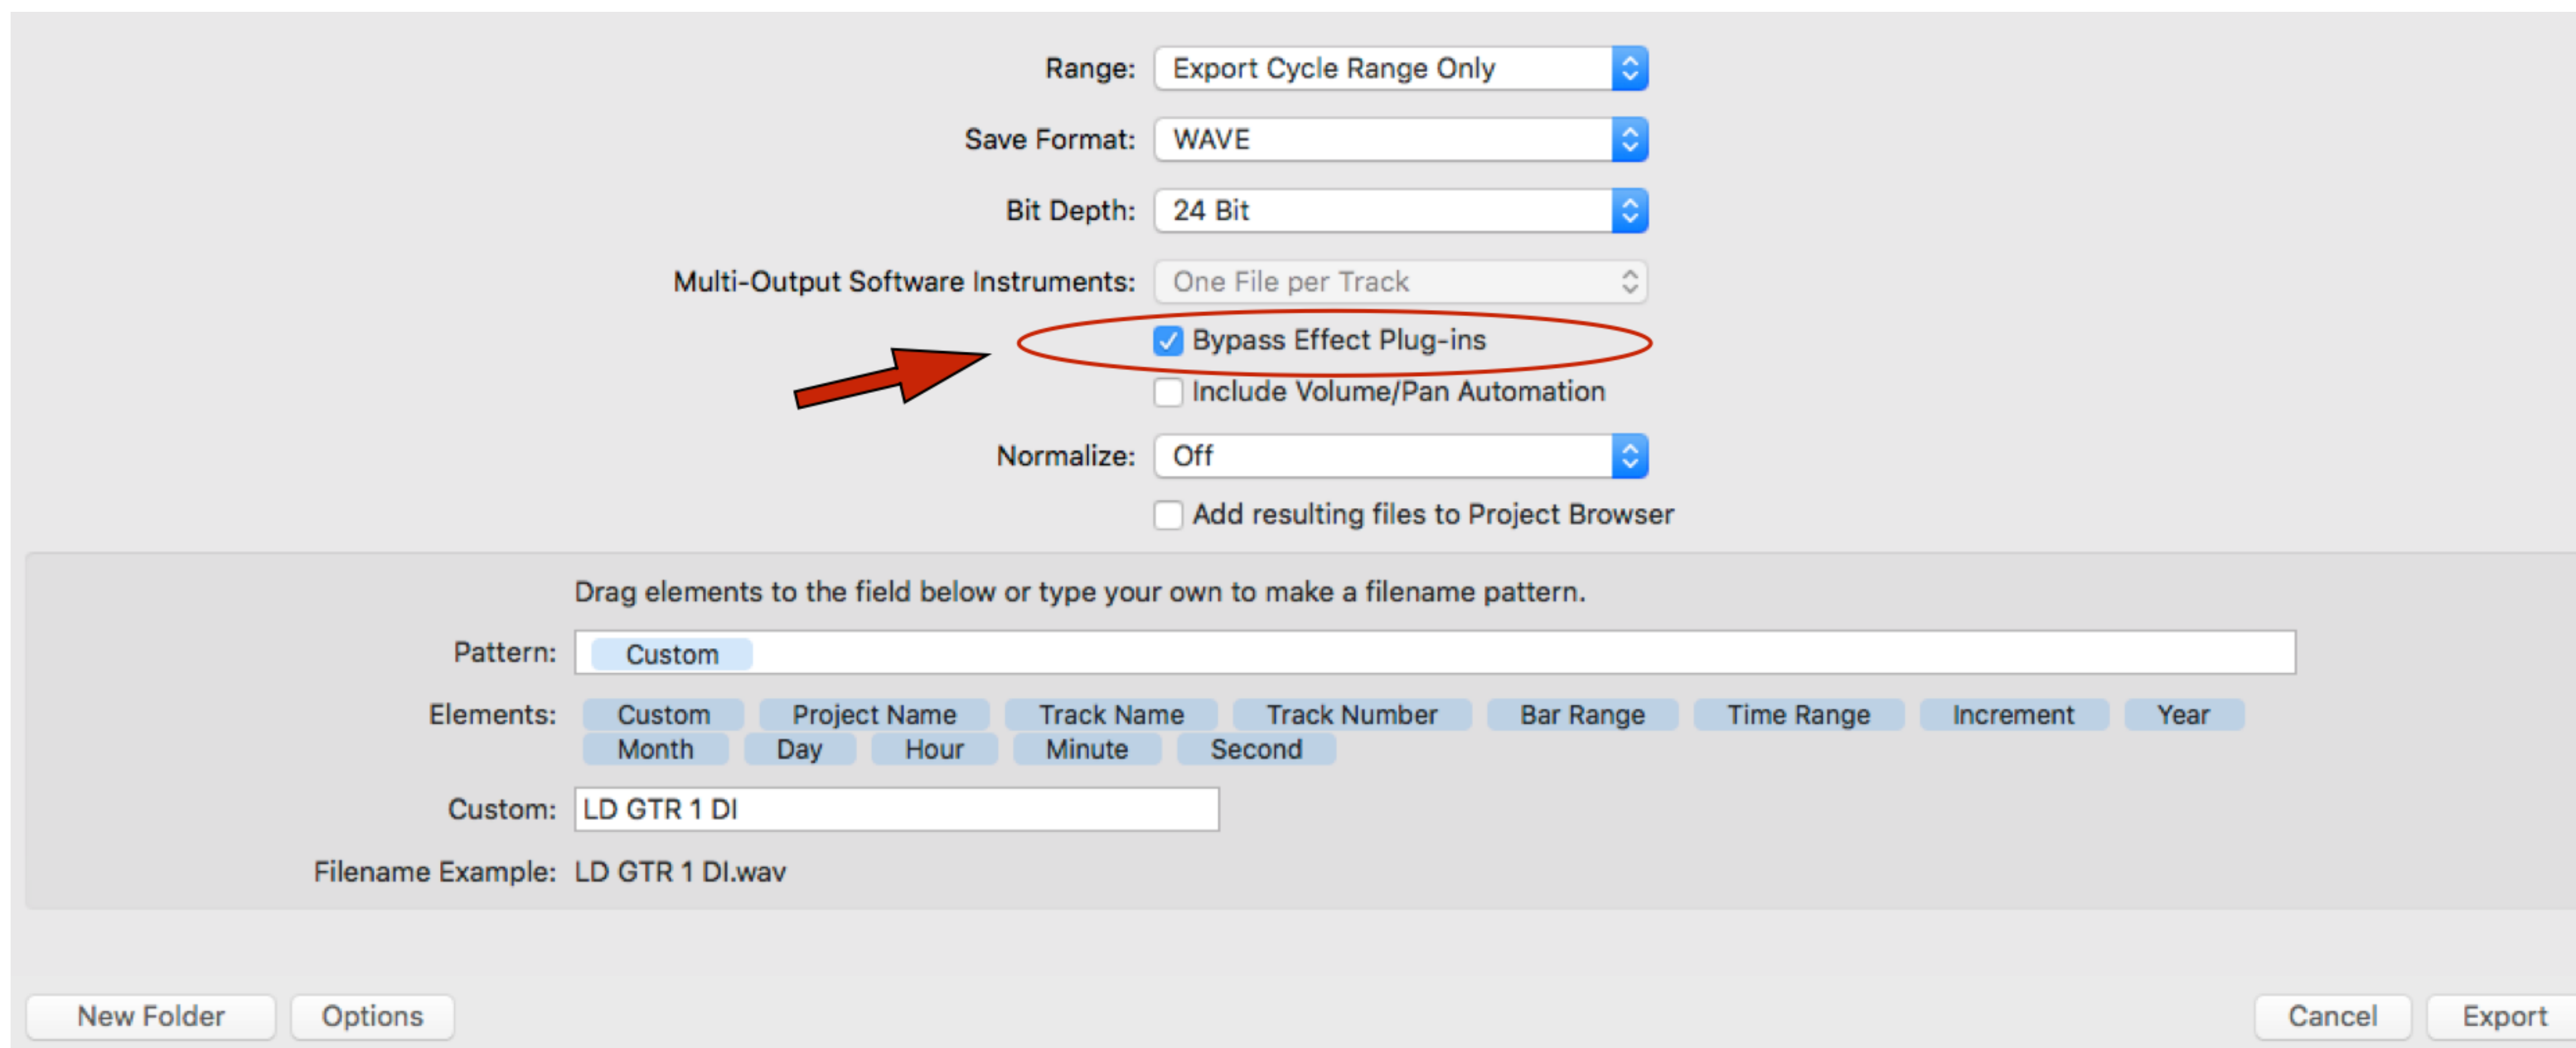 Range: Export Cycle Range Only
Save Format: WAVE
Bit Depth: 24 Bit
Multi-Output Software Instruments: One File per Track
Bypass Effect Plug-ins
Include Volume/Pan Automation
Normalize: Off
Add resulting files to Project Browser
Drag elements to the field below or type your own to make a filename pattern.
Pattern: Custom
Elements: Custom Project Name Track Name Track Number Bar Range Time Range Increment Year
Month Day Hour Minute Second
Custom: LD GTR 1 DI
Filename Example: LD GTR 1 DI.wav
New Folder Options Cancel Export